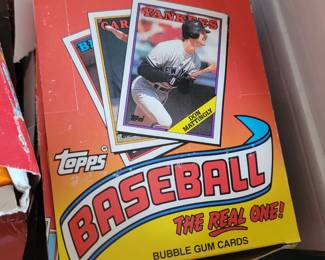 YANKEES
CAR
B
DON
MATTINGLY
topps
BASEBALL
THE REAL ONE!
BUBBLE GUM CARDS